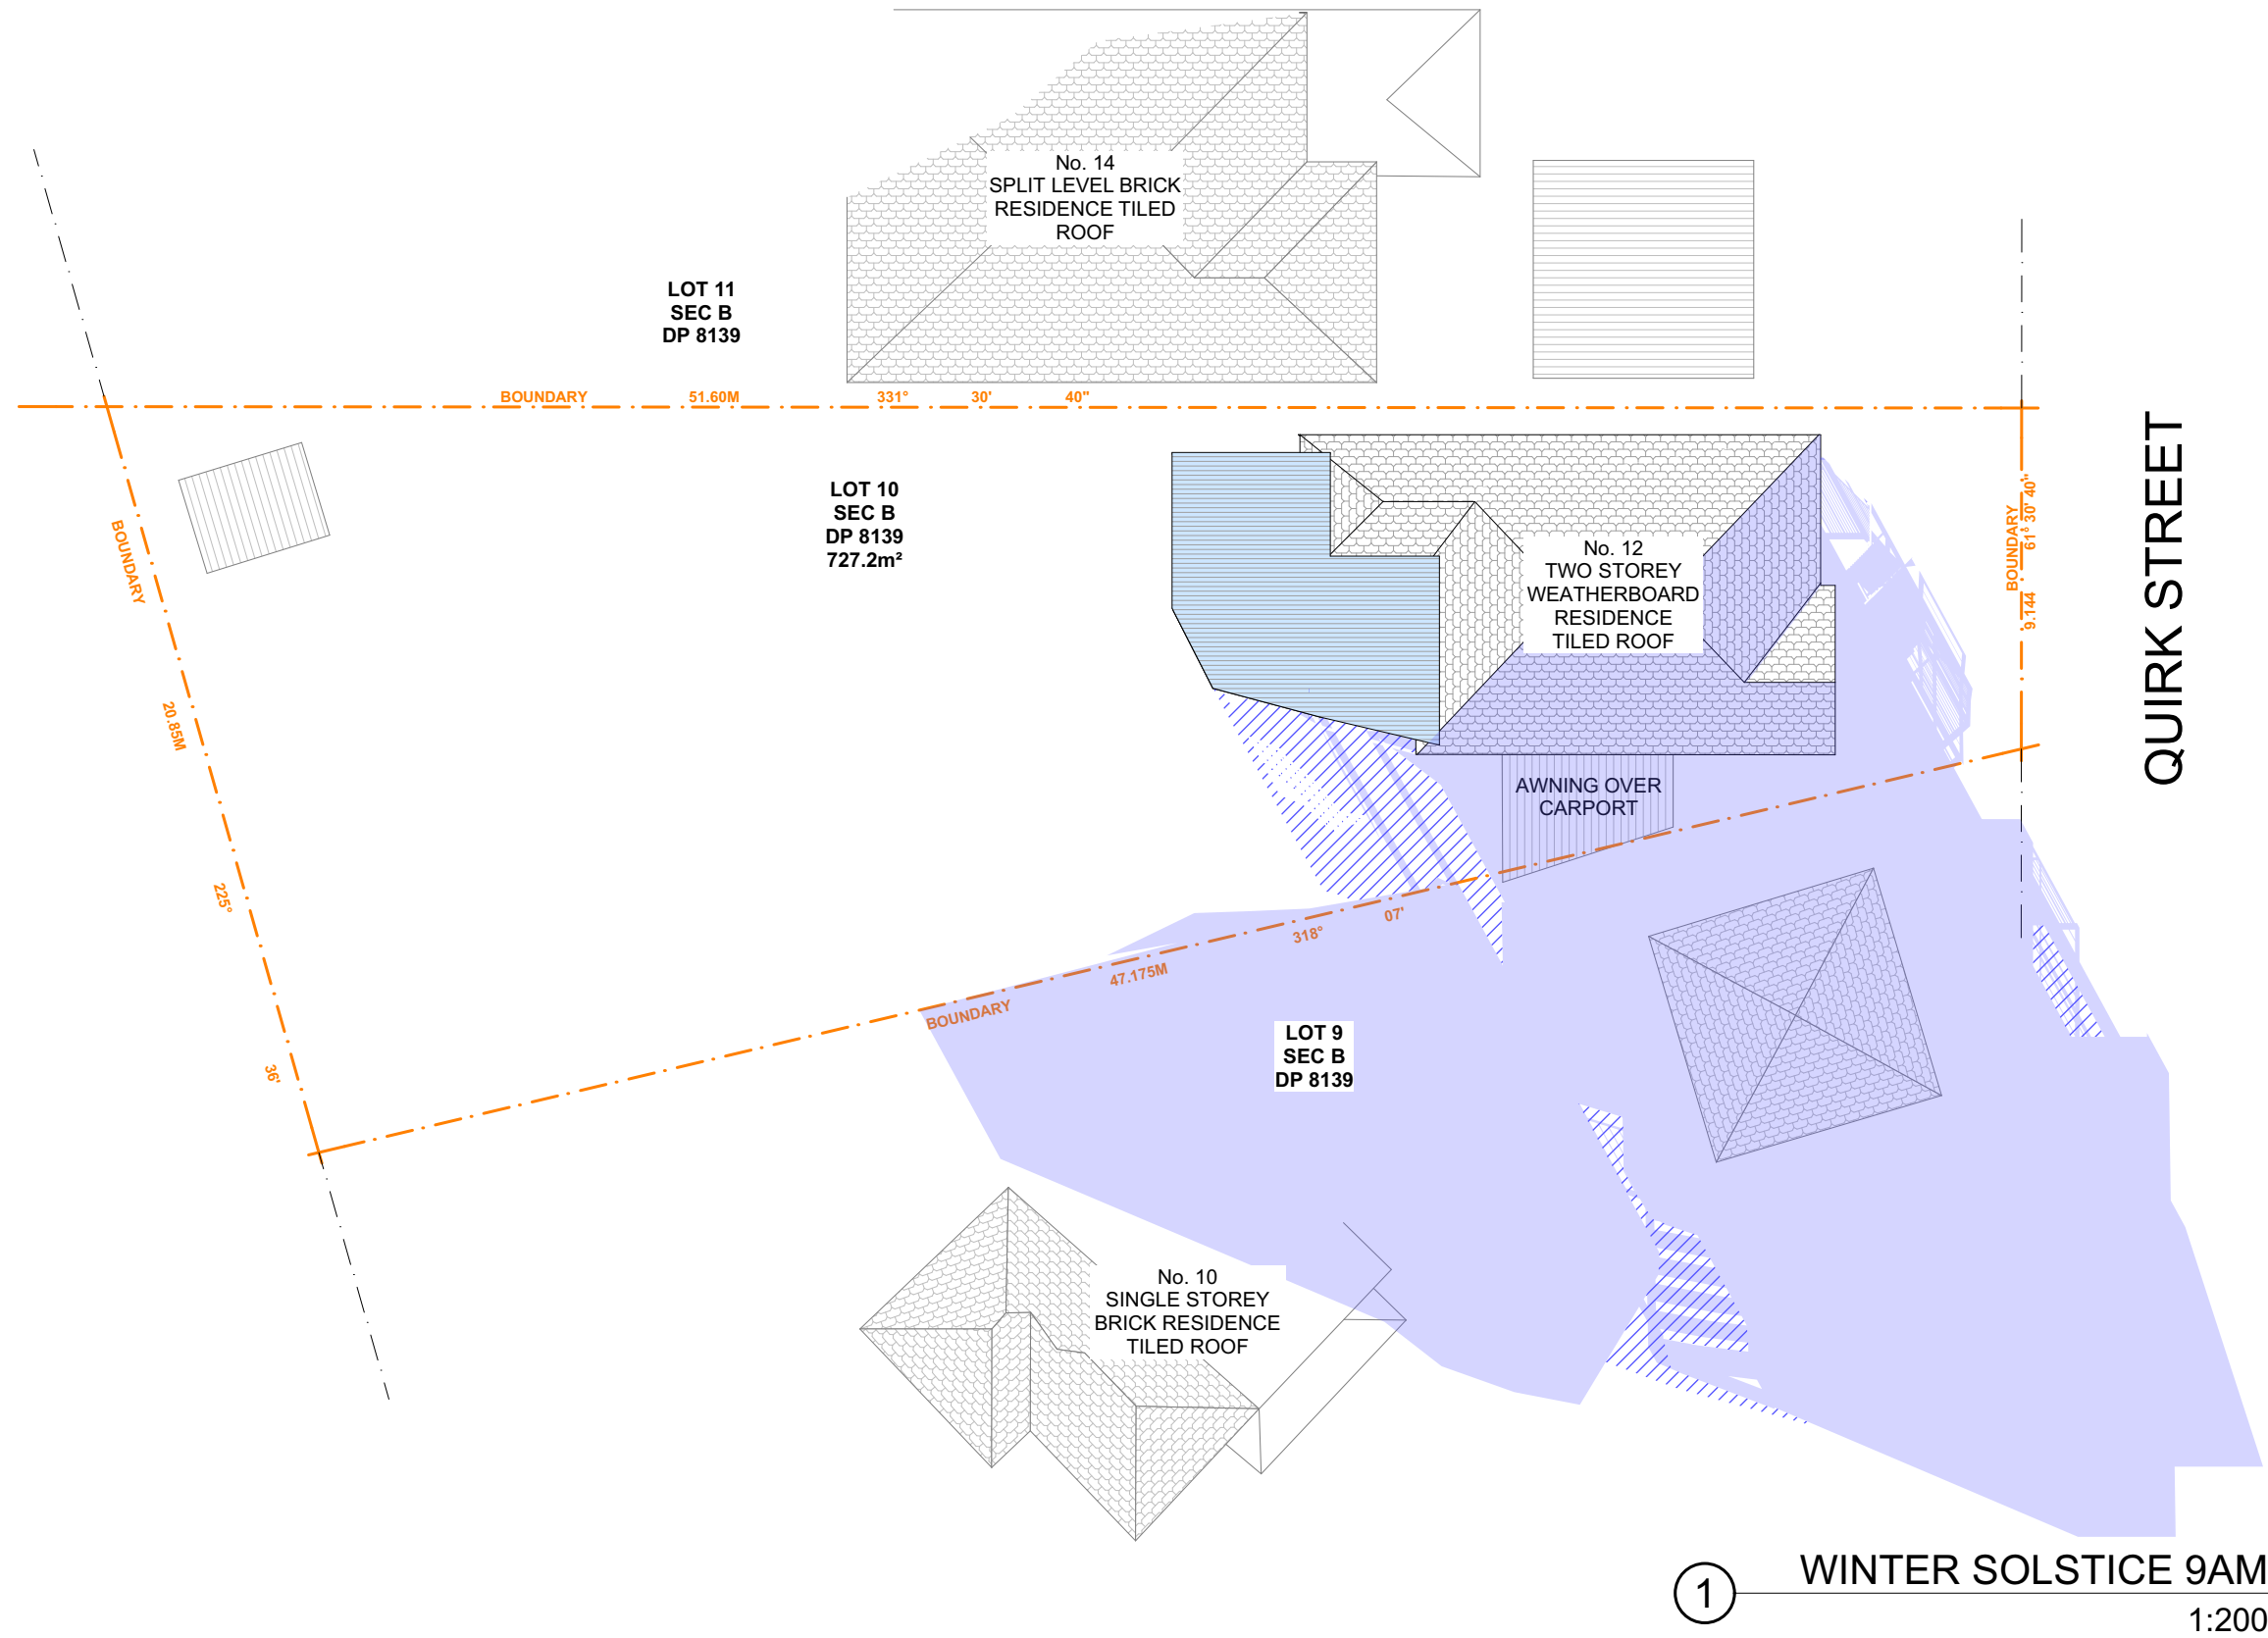 No. 14
SPLIT LEVEL BRICK
RESIDENCE TILED
ROOF
LOT 11
SEC B
DP 8139
BOUNDARY 51.60M 331° 30' 40"
LOT 10
SEC B
DP 8139
727.2m²
No. 12
TWO STOREY
WEATHERBOARD
RESIDENCE
TILED ROOF
BOUNDARY
9.144 61° 30' 40"
QUIRK STREET
BOUNDARY 20.85M 225° 36'
AWNING OVER
CARPORT
BOUNDARY 47.175M 318° 07'
LOT 9
SEC B
DP 8139
No. 10
SINGLE STOREY
BRICK RESIDENCE
TILED ROOF
1 WINTER SOLSTICE 9AM
1:200